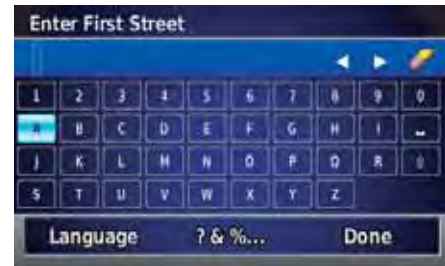 Enter First Street
1 2 3 4 5 6 7 8 9 0
A B C D E F G H I -
J K L M N O P Q R
S T U V W X Y Z
Language ? & %... Done